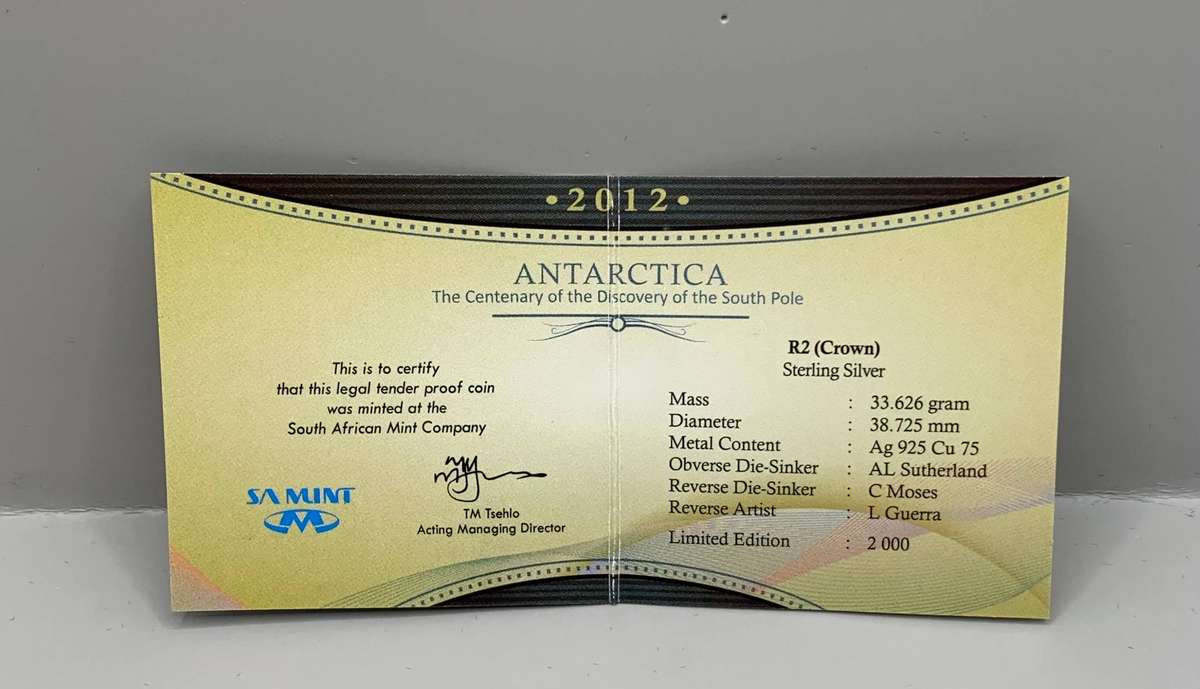 •2012•
ANTARCTICA
The Centenary of the Discovery of the South Pole
This is to certify
that this legal tender proof coin
was minted at the
South African Mint Company
SA MINT
TM Tsehlo
Acting Managing Director
R2 (Crown)
Sterling Silver
Mass : 33.626 gram
Diameter : 38.725 mm
Metal Content : Ag 925 Cu 75
Obverse Die-Sinker : AL Sutherland
Reverse Die-Sinker : C Moses
Reverse Artist : L Guerra
Limited Edition : 2 000